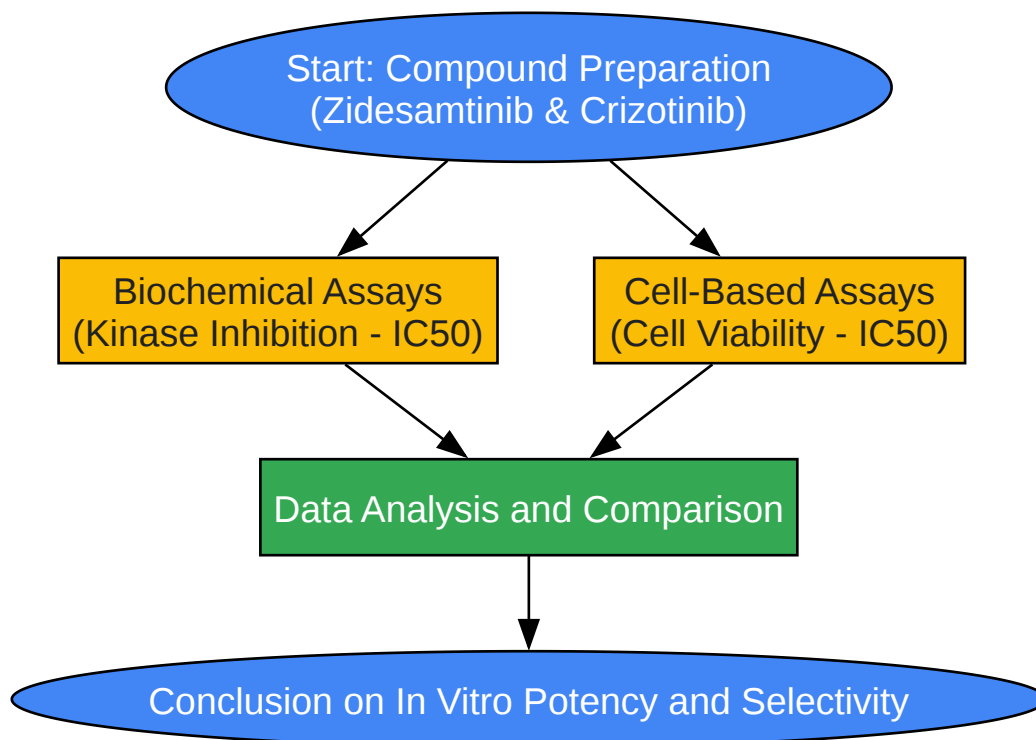 Start: Compound Preparation
(Zidesamtinib & Crizotinib)
Biochemical Assays
(Kinase Inhibition - IC50)
Cell-Based Assays
(Cell Viability - IC50)
Data Analysis and Comparison
Conclusion on In Vitro Potency and Selectivity